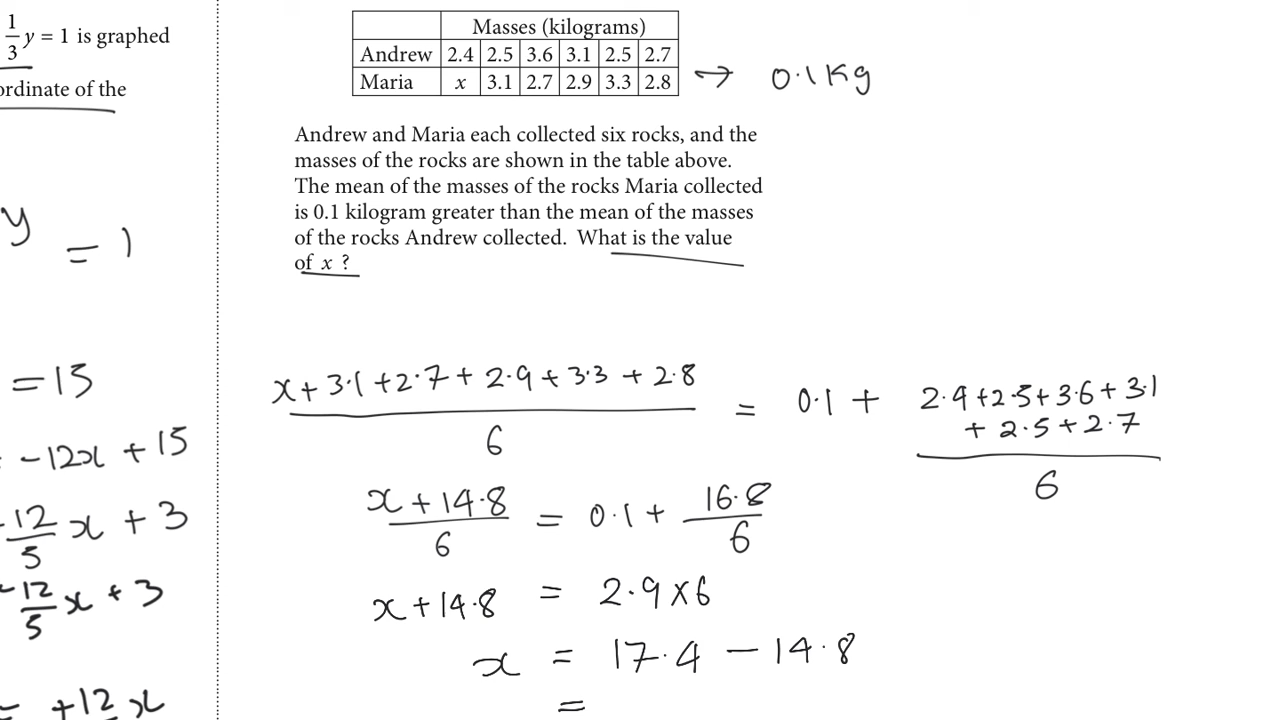 1/3 y = 1 is graphed
ordinate of the
y = 1
= 15
-12x + 15
-12/5 x + 3
-12/5 x + 3
= +12 x
Masses (kilograms)
Andrew 2.4 2.5 3.6 3.1 2.5 2.7
Maria x 3.1 2.7 2.9 3.3 2.8
→ 0.1 Kg
Andrew and Maria each collected six rocks, and the
masses of the rocks are shown in the table above.
The mean of the masses of the rocks Maria collected
is 0.1 kilogram greater than the mean of the masses
of the rocks Andrew collected. What is the value
of x ?
(x + 3.1 + 2.7 + 2.9 + 3.3 + 2.8)/6 = 0.1 + (2.4 + 2.5 + 3.6 + 3.1 + 2.5 + 2.7)/6
(x + 14.8)/6 = 0.1 + 16.8/6
x + 14.8 = 2.9 × 6
x = 17.4 - 14.8
=